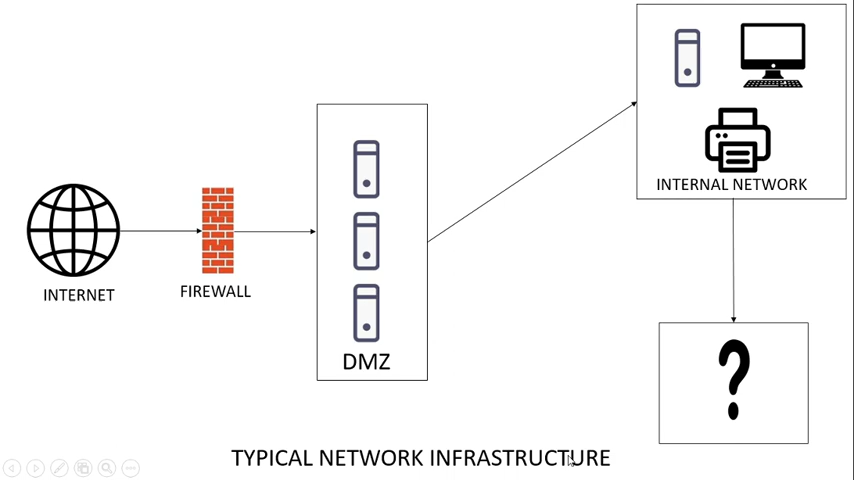 INTERNET
FIREWALL
DMZ
INTERNAL NETWORK
?
TYPICAL NETWORK INFRASTRUCTURE